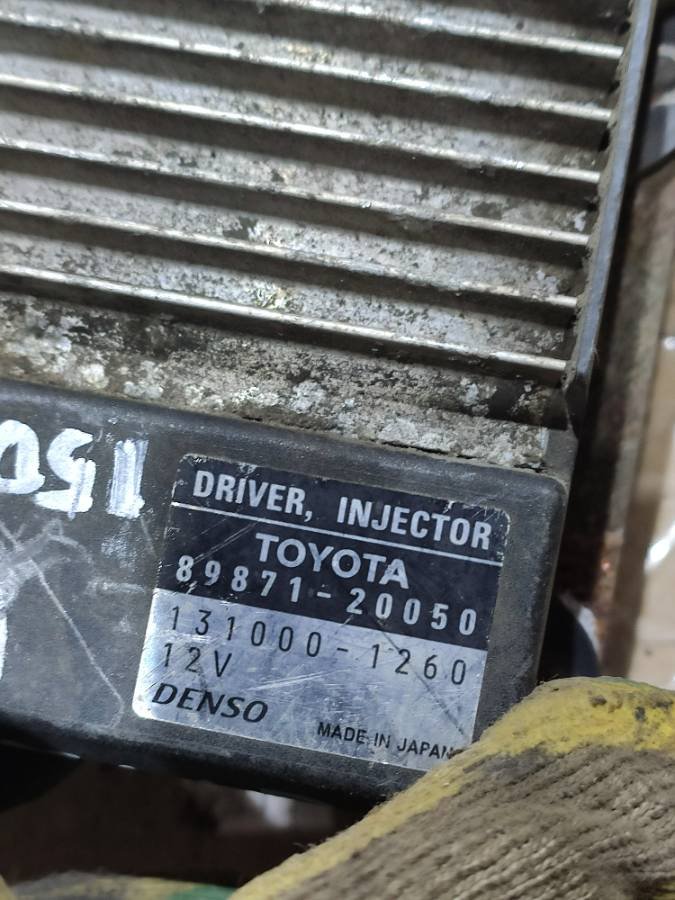 DRIVER, INJECTOR
TOYOTA
89871-20050
131000-1260
12V
DENSO
MADE IN JAPAN